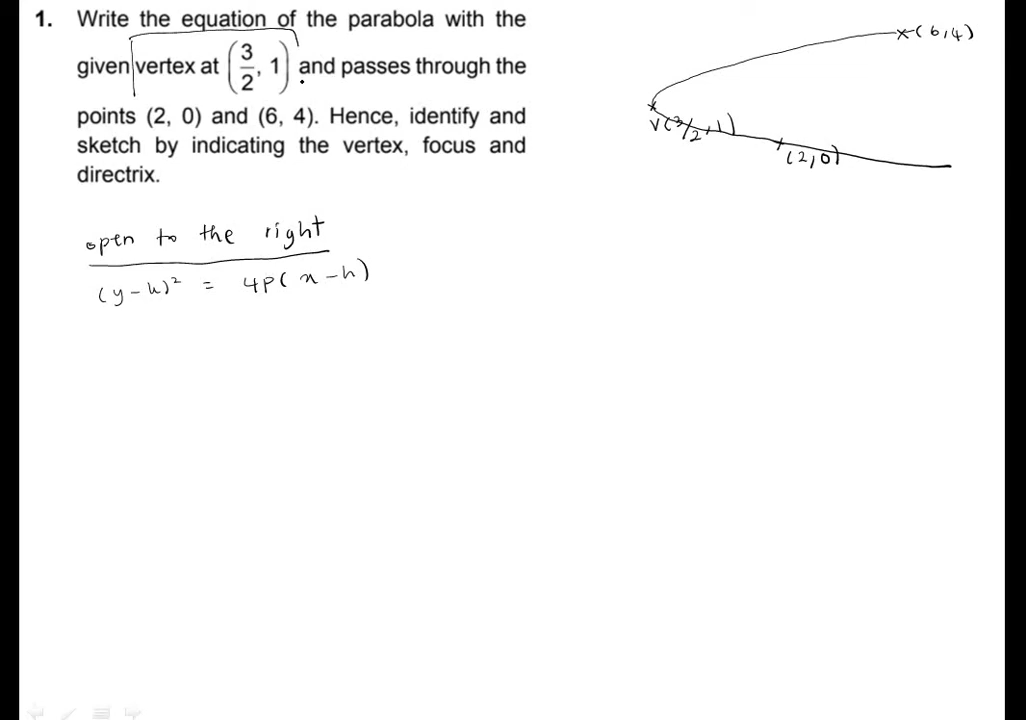 1. Write the equation of the parabola with the
given vertex at (3/2, 1) and passes through the
points (2, 0) and (6, 4). Hence, identify and
sketch by indicating the vertex, focus and
directrix.
x (6,4)
V(3/2, 1)
(2,0)
open to the right
(y-k)² = 4P(x-h)